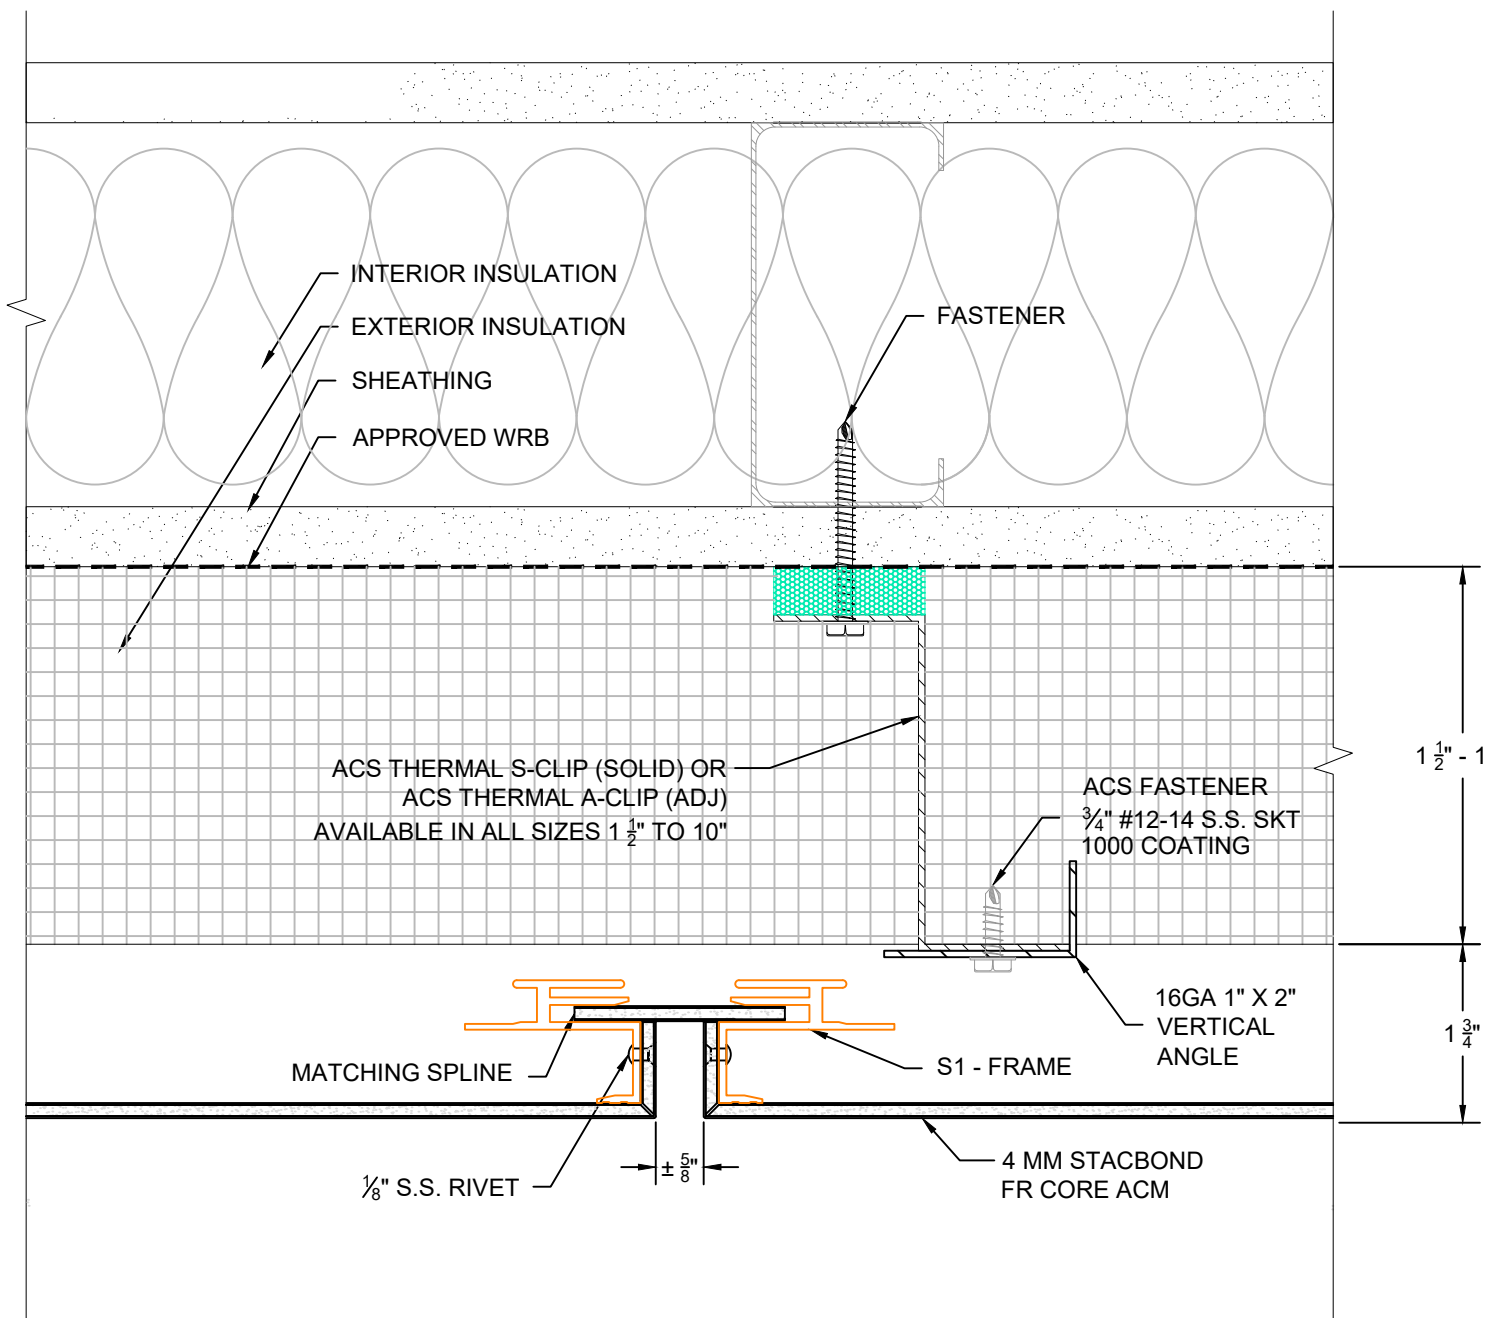 INTERIOR INSULATION
EXTERIOR INSULATION
SHEATHING
APPROVED WRB
FASTENER
ACS THERMAL S-CLIP (SOLID) OR
ACS THERMAL A-CLIP (ADJ)
AVAILABLE IN ALL SIZES 1 1/2" TO 10"
ACS FASTENER
3/4" #12-14 S.S. SKT
1000 COATING
1 1/2" - 1
16GA 1" X 2"
VERTICAL
ANGLE
1 3/4"
S1 - FRAME
MATCHING SPLINE
1/8" S.S. RIVET
± 5/8"
4 MM STACBOND
FR CORE ACM